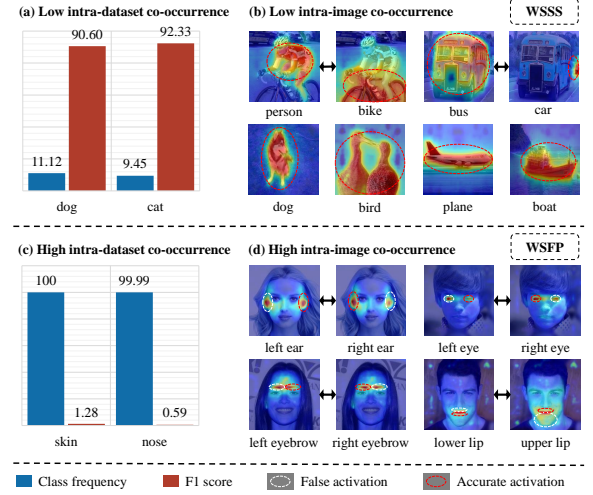 (a) Low intra-dataset co-occurrence
(b) Low intra-image co-occurrence
WSSS
90.60
92.33
11.12
9.45
dog
cat
person
bike
bus
car
dog
bird
plane
boat
(c) High intra-dataset co-occurrence
(d) High intra-image co-occurrence
WSFP
100
99.99
1.28
0.59
skin
nose
left ear
right ear
left eye
right eye
left eyebrow
right eyebrow
lower lip
upper lip
Class frequency
F1 score
False activation
Accurate activation